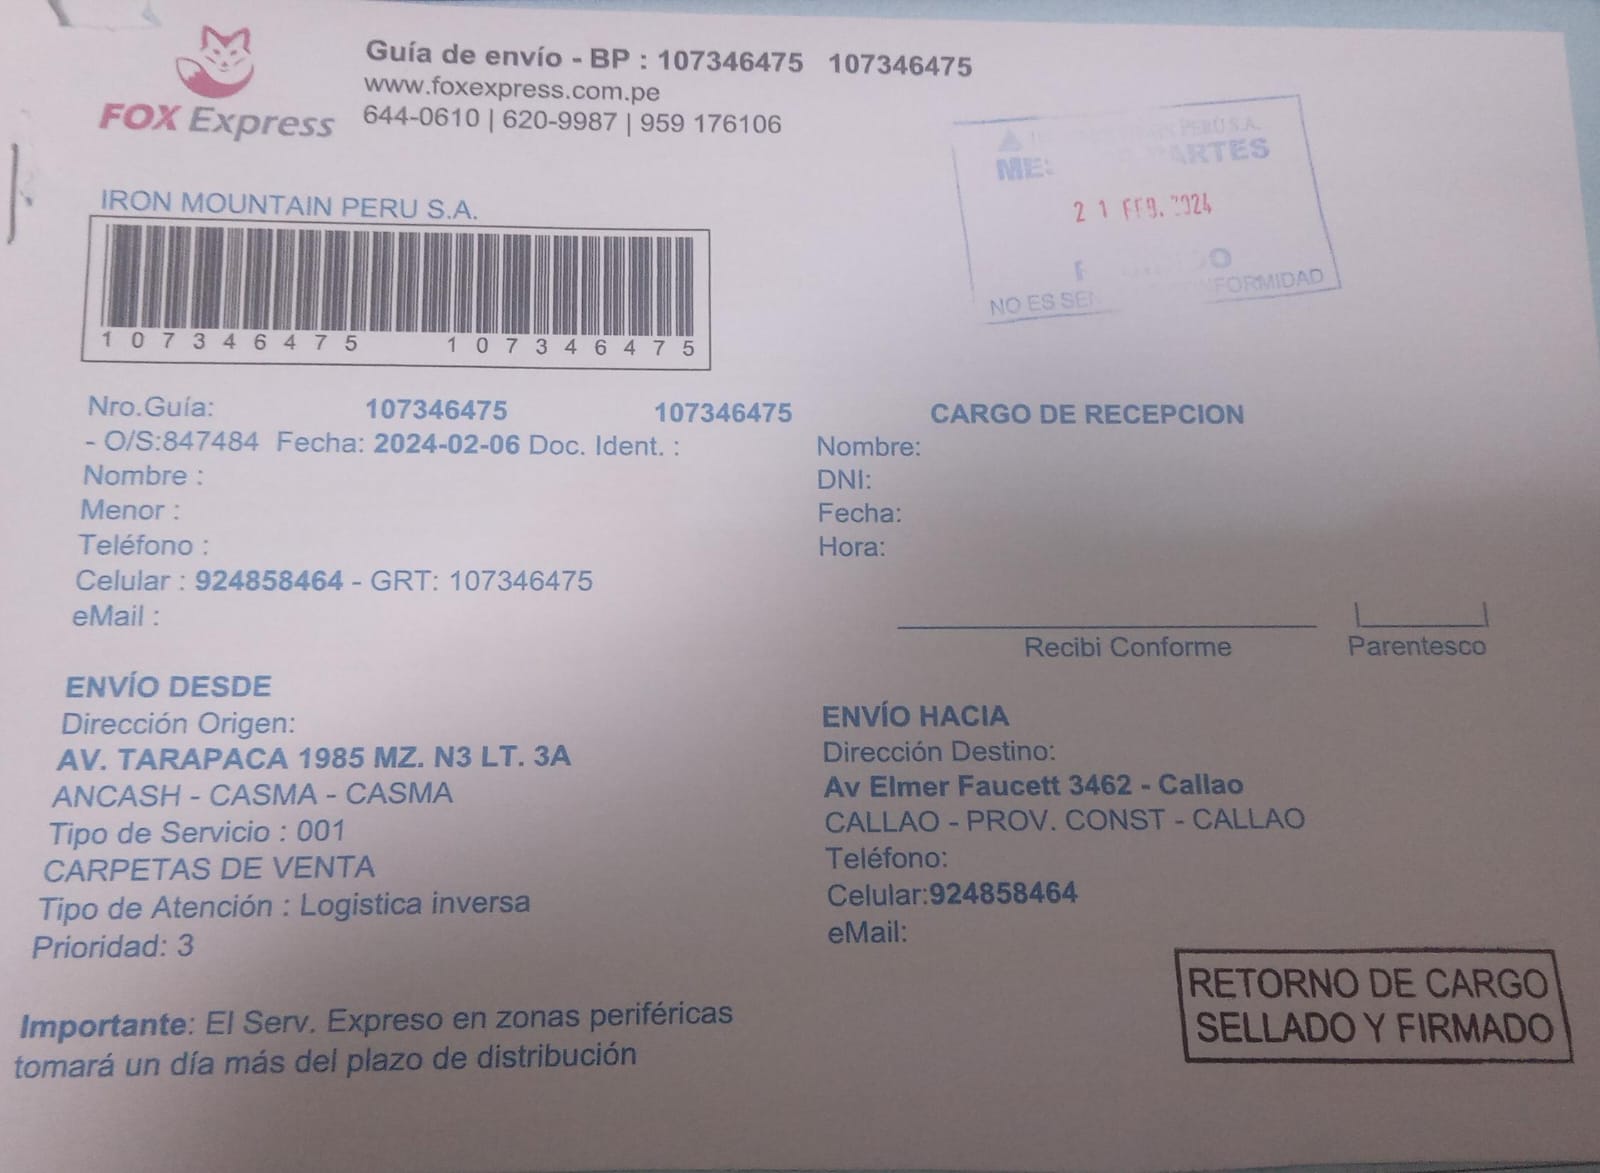 FOX Express
Guía de envío - BP : 107346475 107346475
www.foxexpress.com.pe
644-0610 | 620-9987 | 959 176106
PERÚ S.A.
21 FEB. 2024
NO ES
IRON MOUNTAIN PERU S.A.
107346475 107346475
Nro.Guía: 107346475 107346475
- O/S:847484 Fecha: 2024-02-06 Doc. Ident. :
Nombre :
Menor :
Teléfono :
Celular : 924858464 - GRT: 107346475
eMail :
CARGO DE RECEPCION
Nombre:
DNI:
Fecha:
Hora:
Recibi Conforme
Parentesco
ENVÍO DESDE
Dirección Origen:
AV. TARAPACA 1985 MZ. N3 LT. 3A
ANCASH - CASMA - CASMA
Tipo de Servicio : 001
CARPETAS DE VENTA
Tipo de Atención : Logistica inversa
Prioridad: 3
ENVÍO HACIA
Dirección Destino:
Av Elmer Faucett 3462 - Callao
CALLAO - PROV. CONST - CALLAO
Teléfono:
Celular:924858464
eMail:
Importante: El Serv. Expreso en zonas periféricas
tomará un día más del plazo de distribución
RETORNO DE CARGO
SELLADO Y FIRMADO